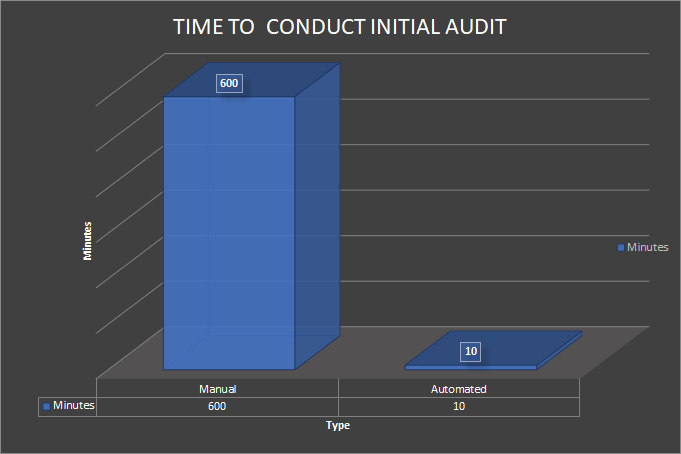 TIME TO  CONDUCT INITIAL AUDIT
600
10
Minutes
Minutes
Manual Automated
Minutes 600 10
Type